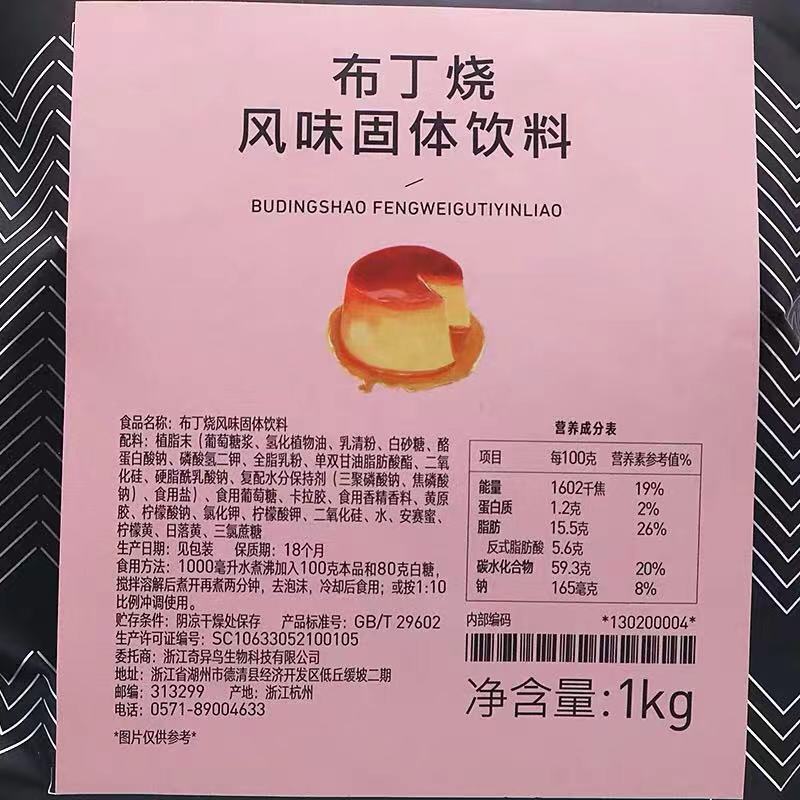 布丁烧
风味固体饮料
BUDINGSHAO FENGWEIGUTIYINLIAO
食品名称：布丁烧风味固体饮料
配料：植脂末（葡萄糖浆、氢化植物油、乳清粉、白砂糖、酪
蛋白酸钠、磷酸氢二钾、全脂乳粉、单双甘油脂肪酸酯、二氧
化硅、硬脂酰乳酸钠、复配水分保持剂（三聚磷酸钠、焦磷酸
钠）、食用盐）、食用葡萄糖、卡拉胶、食用香精香料、黄原
胶、柠檬酸钠、氯化钾、柠檬酸钾、二氧化硅、水、安赛蜜、
柠檬黄、日落黄、三氯蔗糖
生产日期：见包装 保质期：18个月
食用方法：1000毫升水煮沸加入100克本品和80克白糖，
搅拌溶解后煮开再煮两分钟，去泡沫，冷却后食用；或按1:10
比例冲调使用。
贮存条件：阴凉干燥处保存 产品标准号：GB/T 29602
生产许可证编号：SC10633052100105
委托商：浙江奇异鸟生物科技有限公司
地址：浙江省湖州市德清县经济开发区低丘缓坡二期
邮编：313299 产地：浙江杭州
电话：0571-89004633
*图片仅供参考*
营养成分表
项目 每100克 营养素参考值%
能量 1602千焦 19%
蛋白质 1.2克 2%
脂肪 15.5克 26%
反式脂肪酸 5.6克
碳水化合物 59.3克 20%
钠 165毫克 8%
内部编码 *130200004*
净含量:1kg